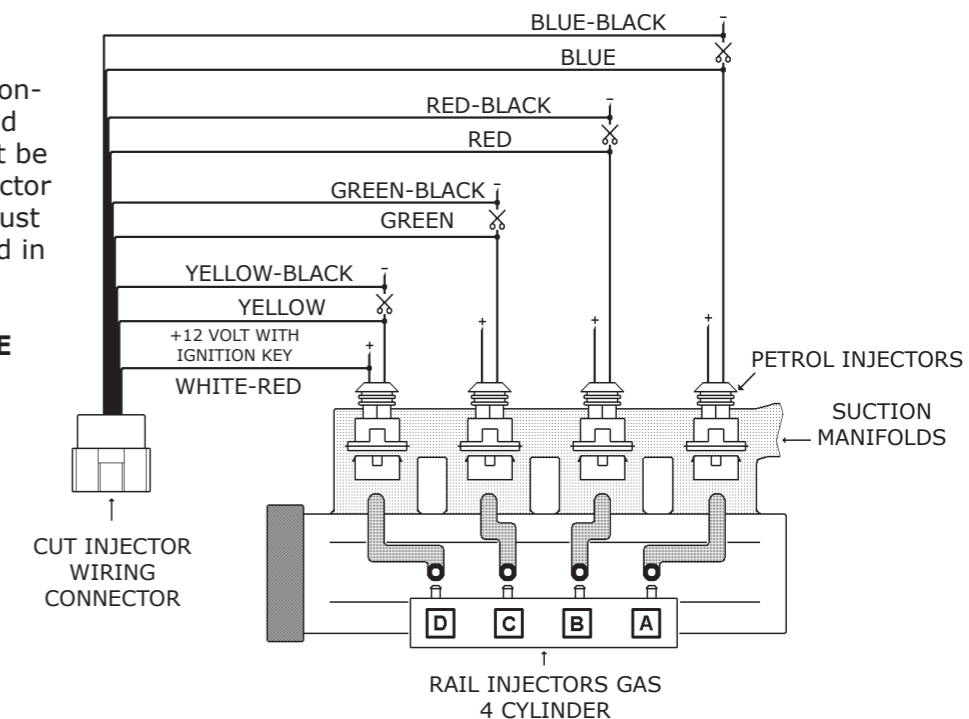 on-
d
t be
ctor
ust
d in
E
BLUE-BLACK
-
BLUE
RED-BLACK
-
RED
GREEN-BLACK
-
GREEN
YELLOW-BLACK
-
YELLOW
+12 VOLT WITH
IGNITION KEY
+ + + +
WHITE-RED
PETROL INJECTORS
SUCTION
MANIFOLDS
CUT INJECTOR
WIRING
CONNECTOR
D C B A
RAIL INJECTORS GAS
4 CYLINDER